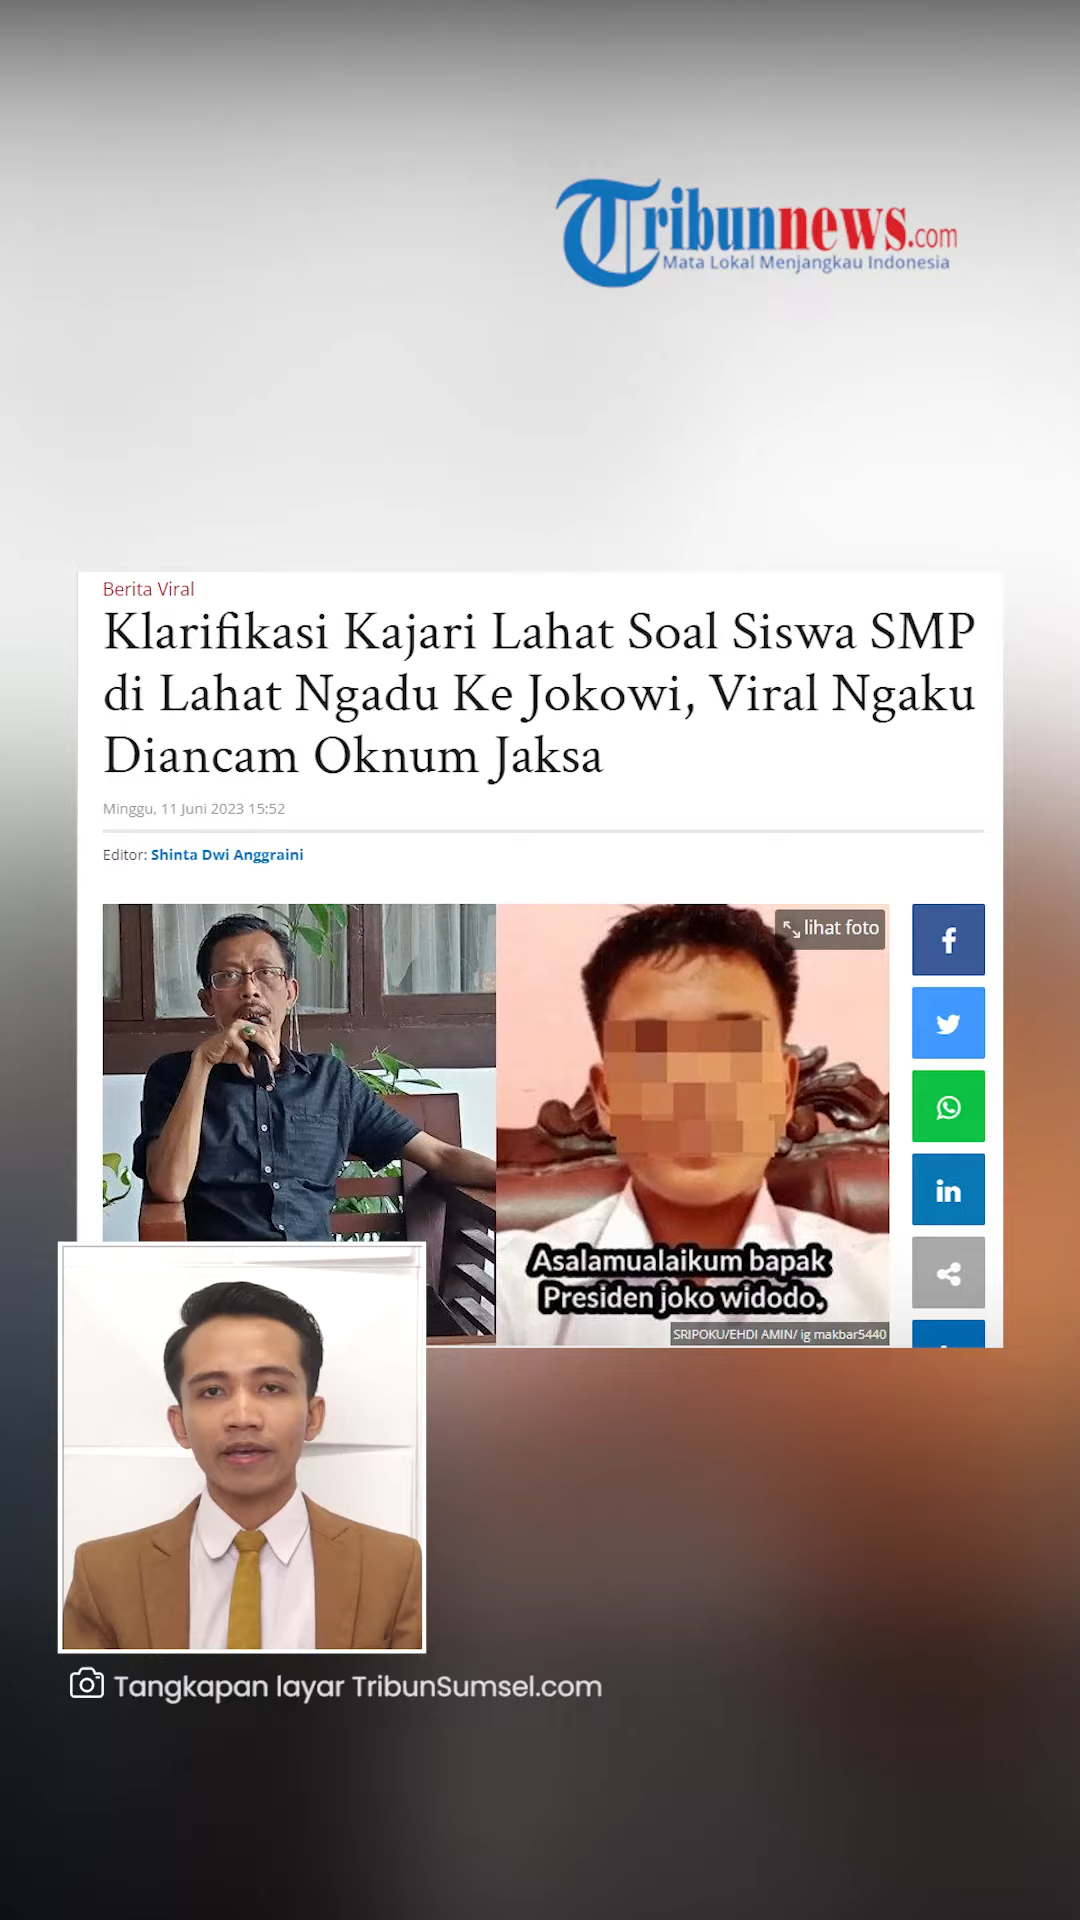 Tribunnews.com
Mata Lokal Menjangkau Indonesia
Berita Viral
Klarifikasi Kajari Lahat Soal Siswa SMP
di Lahat Ngadu Ke Jokowi, Viral Ngaku
Diancam Oknum Jaksa
Minggu, 11 Juni 2023 15:52
Editor: Shinta Dwi Anggraini
lihat foto
Asalamualaikum bapak
Presiden joko widodo,
SRIPOKU/EHDI AMIN/ ig makbar5440
Tangkapan layar TribunSumsel.com